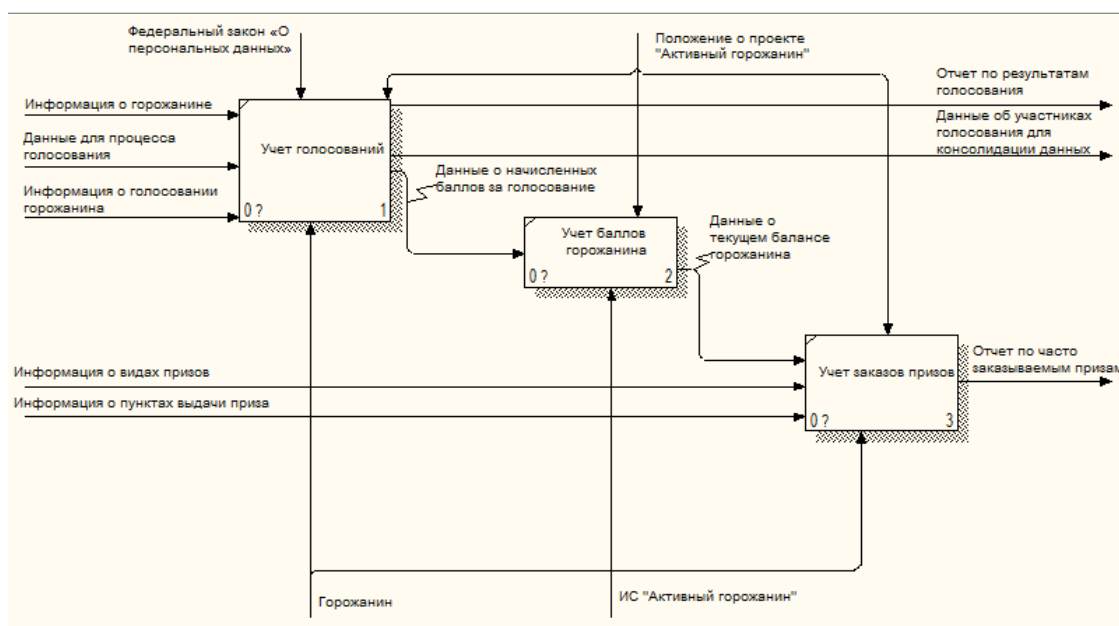 Федеральный закон «О
персональных данных»
Положение о проекте
"Активный горожанин"
Отчет по результатам
голосования
Информация о горожанине
Данные об участниках
голосования для
консолидации данных
Данные для процесса
голосования
Учет голосований
Данные о начисленных
баллов за голосование
Информация о голосовании
горожанина
0 ?
1
Данные о
текущем балансе
горожанина
Учет баллов
горожанина
0 ?
2
Отчет по часто
заказываемым призам
Информация о видах призов
Учет заказов призов
Информация о пунктах выдачи приза
0 ?
3
Горожанин
ИС "Активный горожанин"